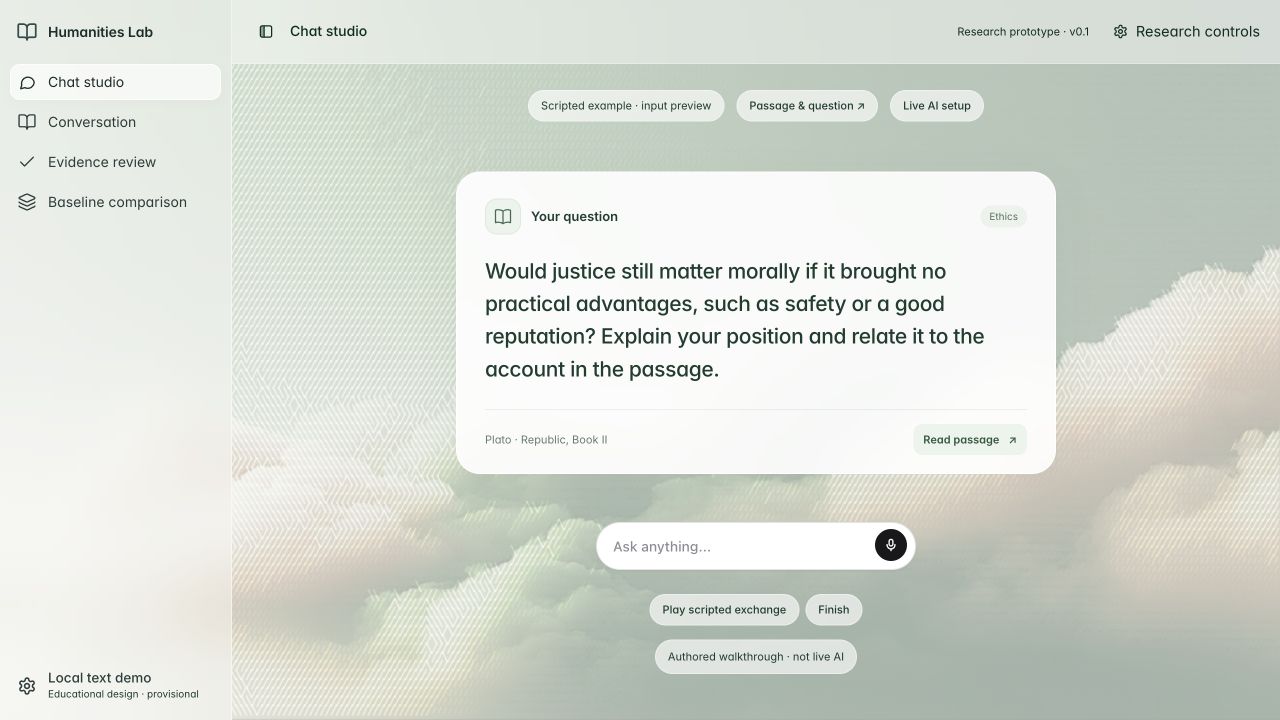 Humanities Lab
Chat studio
Conversation
Evidence review
Baseline comparison
Local text demo
Educational design · provisional
Chat studio
Research prototype · v0.1
Research controls
Scripted example · input preview
Passage & question ↗
Live AI setup
Your question
Ethics
Would justice still matter morally if it brought no
practical advantages, such as safety or a good
reputation? Explain your position and relate it to the
account in the passage.
Plato · Republic, Book II
Read passage ↗
Ask anything...
Play scripted exchange
Finish
Authored walkthrough · not live AI